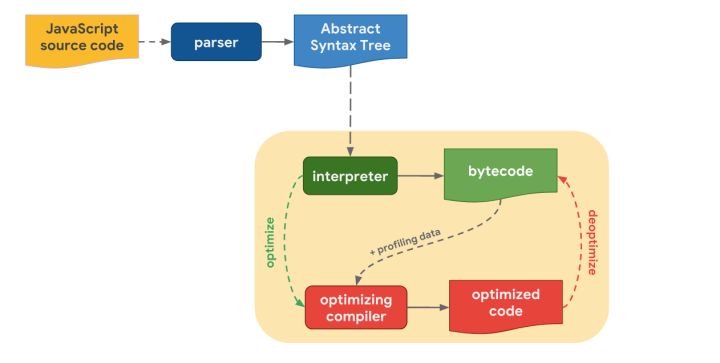 JavaScript
source code
parser
Abstract
Syntax Tree
interpreter
bytecode
optimize
+ profiling data
deoptimize
optimizing
compiler
optimized
code